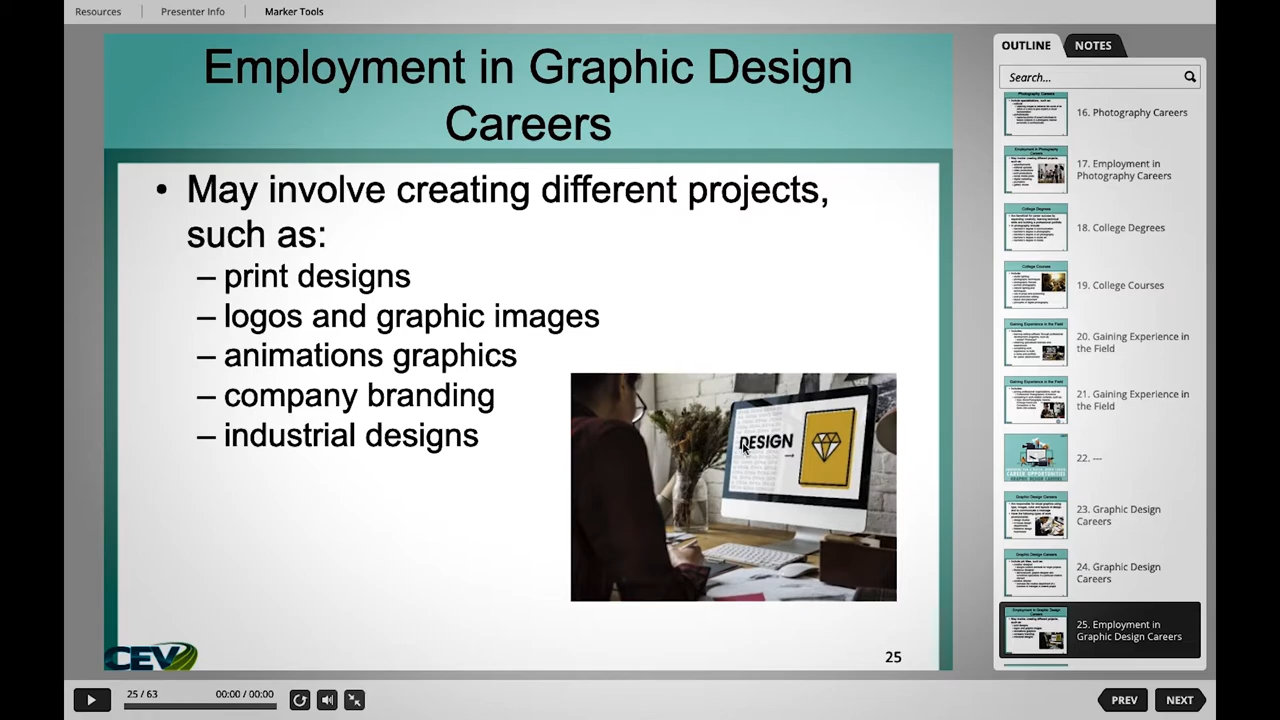 Resources
Presenter Info
Marker Tools
Employment in Graphic Design
Careers
• May involve creating different projects,
such as:
– print designs
– logos and graphic images
– animations graphics
– company branding
– industrial designs
DESIGN
CEV
25
OUTLINE
NOTES
Search...
16. Photography Careers
17. Employment in
Photography Careers
18. College Degrees
19. College Courses
20. Gaining Experience in
the Field
21. Gaining Experience in
the Field
22. —
23. Graphic Design
Careers
24. Graphic Design
Careers
25. Employment in
Graphic Design Careers
25 / 63
00:00 / 00:00
PREV
NEXT